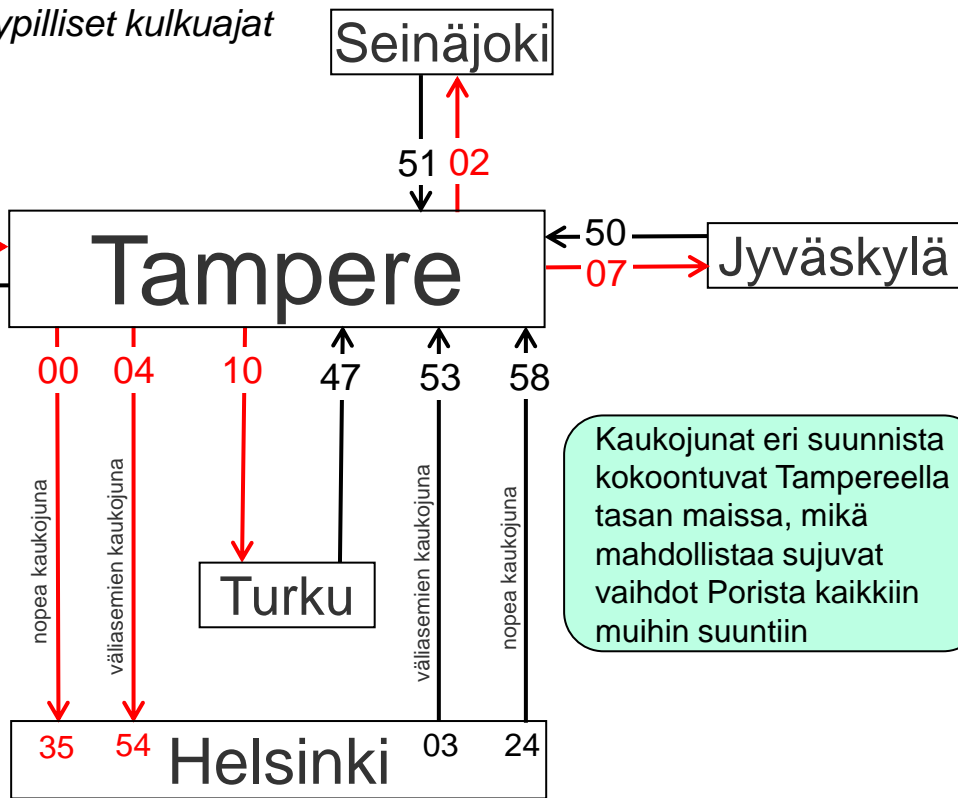 ypilliset kulkuajat
Seinäjoki
51 02
Tampere
50
07
Jyväskylä
00 04 10 47 53 58
nopea kaukojuna
väliasemien kaukojuna
Turku
väliasemien kaukojuna
nopea kaukojuna
Kaukojunat eri suunnista
kokoontuvat Tampereella
tasan maissa, mikä
mahdollistaa sujuvat
vaihdot Porista kaikkiin
muihin suuntiin
35 54 Helsinki 03 24